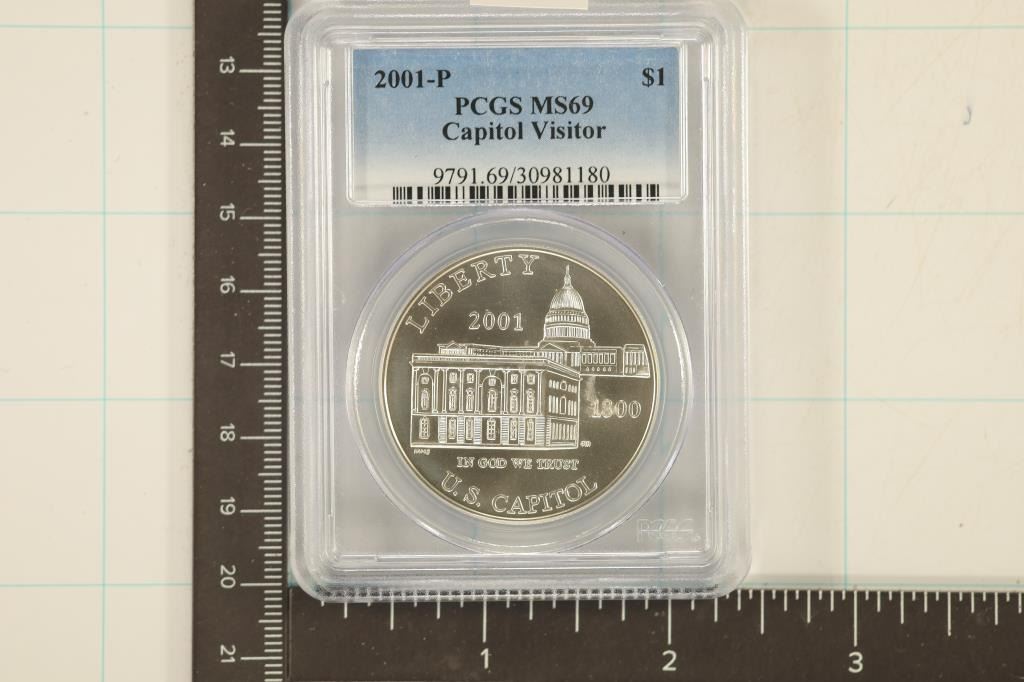 2001-P $1
PCGS MS69
Capitol Visitor
9791.69/30981180
LIBERTY
2001
1800
IN GOD WE TRUST
U.S. CAPITOL
PCGS
13
14
15
16
17
18
19
20
21
1 2 3